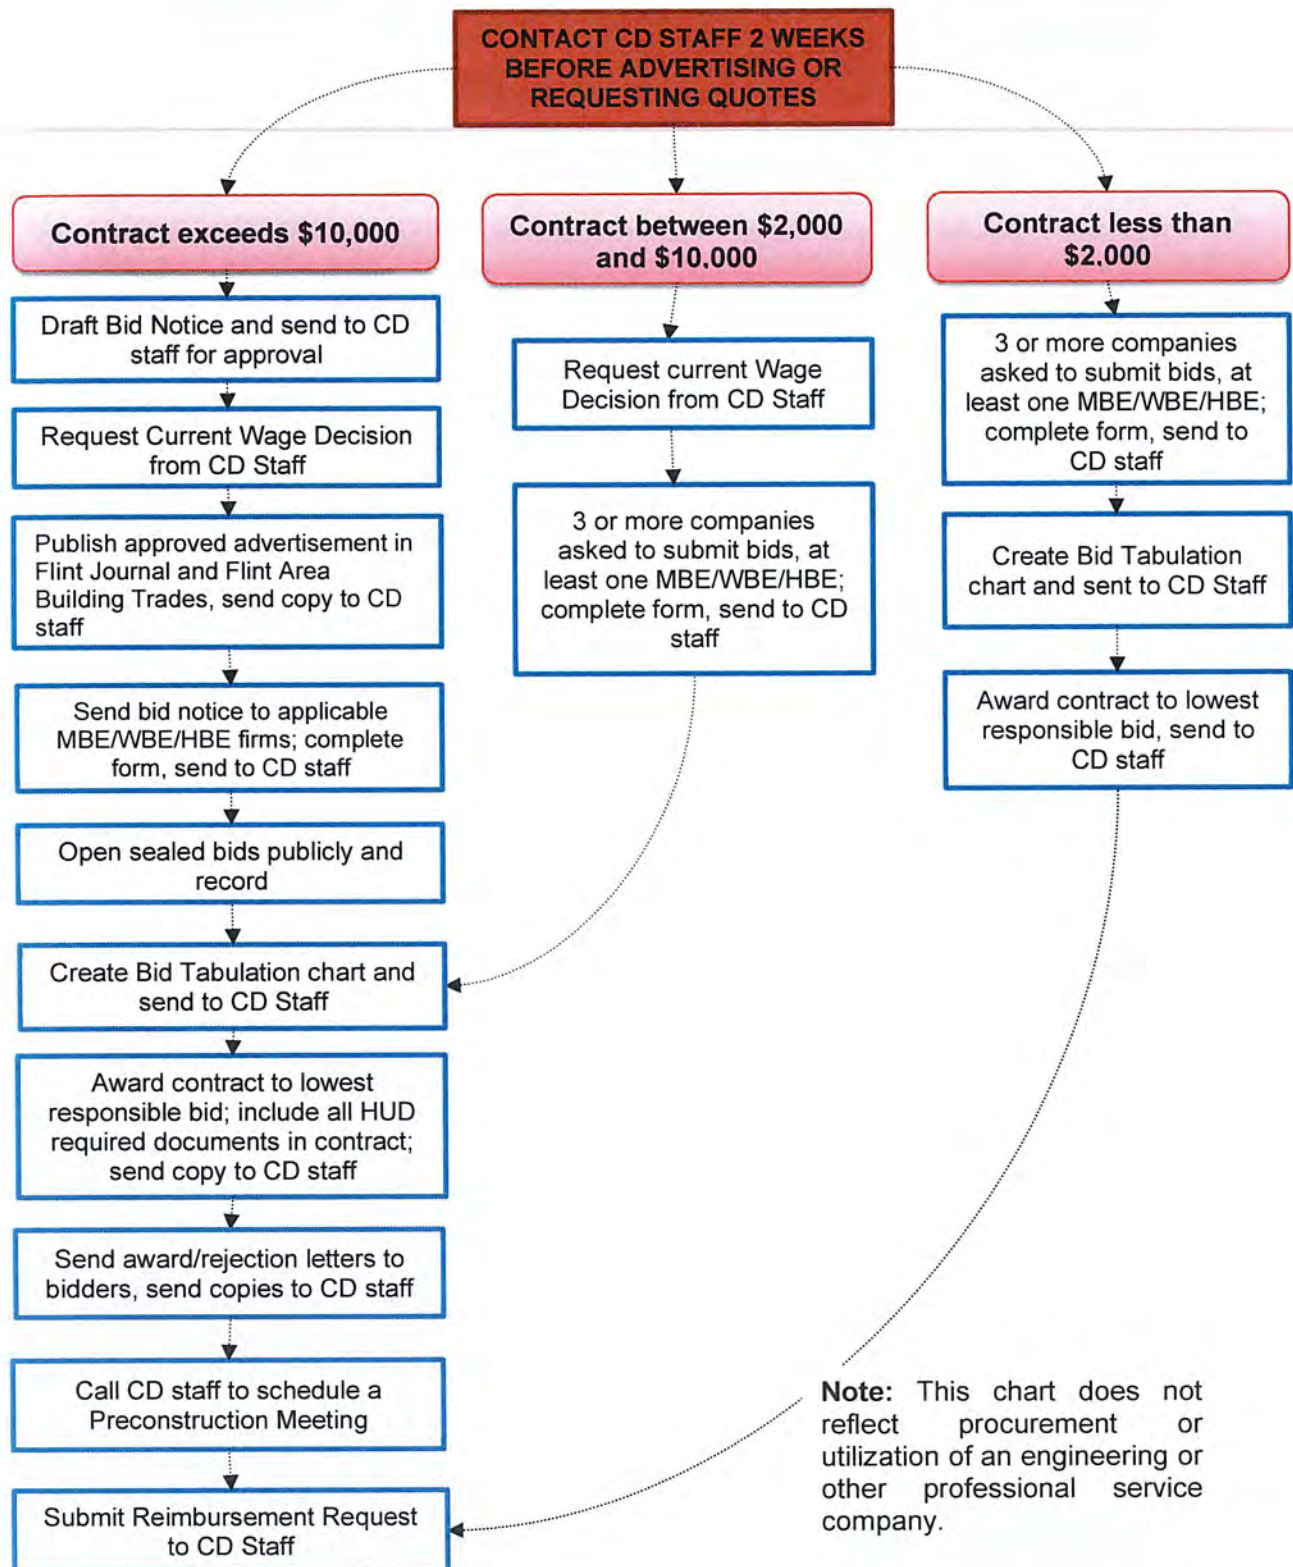 CONTACT CD STAFF 2 WEEKS
BEFORE ADVERTISING OR
REQUESTING QUOTES
Contract exceeds $10,000
Draft Bid Notice and send to CD
staff for approval
Request Current Wage Decision
from CD Staff
Publish approved advertisement in
Flint Journal and Flint Area
Building Trades, send copy to CD
staff
Send bid notice to applicable
MBE/WBE/HBE firms; complete
form, send to CD staff
Open sealed bids publicly and
record
Create Bid Tabulation chart and
send to CD Staff
Award contract to lowest
responsible bid; include all HUD
required documents in contract;
send copy to CD staff
Send award/rejection letters to
bidders, send copies to CD staff
Call CD staff to schedule a
Preconstruction Meeting
Submit Reimbursement Request
to CD Staff
Contract between $2,000
and $10,000
Request current Wage
Decision from CD Staff
3 or more companies
asked to submit bids, at
least one MBE/WBE/HBE;
complete form, send to CD
staff
Contract less than
$2,000
3 or more companies
asked to submit bids, at
least one MBE/WBE/HBE;
complete form, send to
CD staff
Create Bid Tabulation
chart and sent to CD Staff
Award contract to lowest
responsible bid, send to
CD staff
Note: This chart does not
reflect procurement or
utilization of an engineering or
other professional service
company.